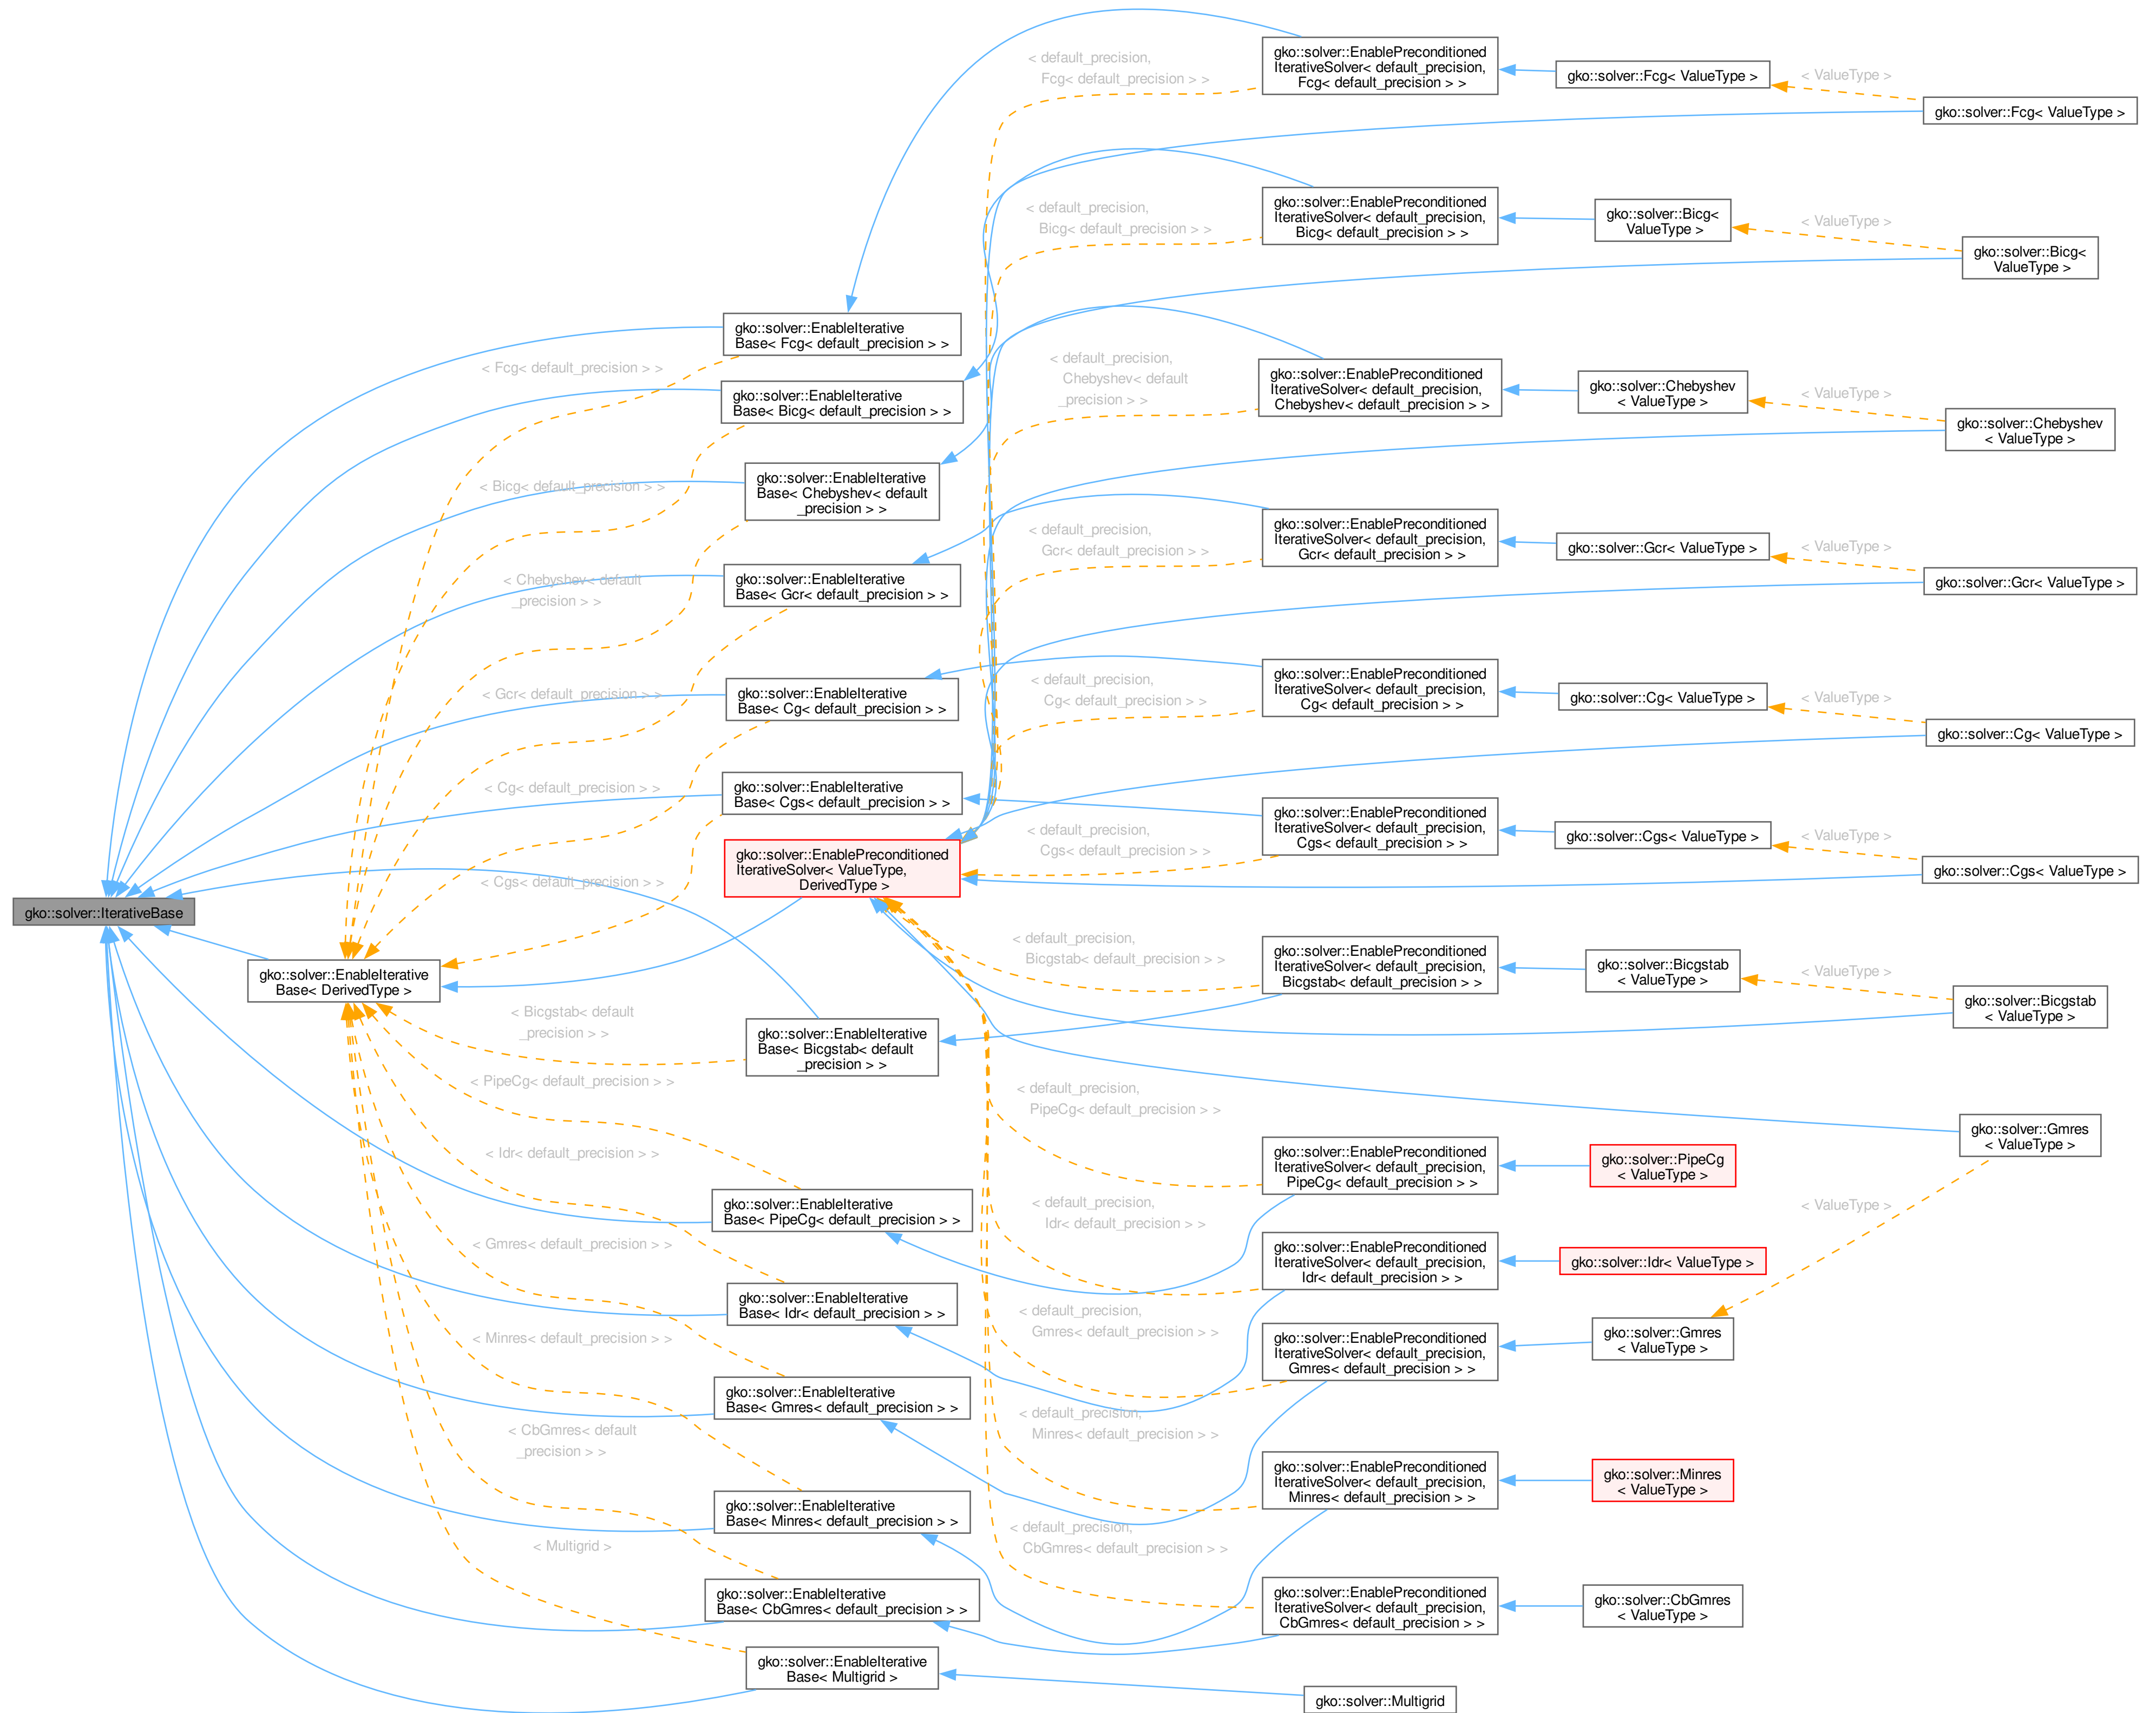 gko::solver::IterativeBase
gko::solver::EnableIterative
Base< DerivedType >
gko::solver::EnableIterative
Base< Fcg< default_precision > >
gko::solver::EnableIterative
Base< Bicg< default_precision > >
gko::solver::EnableIterative
Base< Chebyshev< default
_precision > >
gko::solver::EnableIterative
Base< Gcr< default_precision > >
gko::solver::EnableIterative
Base< Cg< default_precision > >
gko::solver::EnableIterative
Base< Cgs< default_precision > >
gko::solver::EnablePreconditioned
IterativeSolver< ValueType,
DerivedType >
gko::solver::EnableIterative
Base< Bicgstab< default
_precision > >
gko::solver::EnableIterative
Base< PipeCg< default_precision > >
gko::solver::EnableIterative
Base< Idr< default_precision > >
gko::solver::EnableIterative
Base< Gmres< default_precision > >
gko::solver::EnableIterative
Base< Minres< default_precision > >
gko::solver::EnableIterative
Base< CbGmres< default_precision > >
gko::solver::EnableIterative
Base< Multigrid >
< Fcg< default_precision > >
< Bicg< default_precision > >
< Chebyshev< default
_precision > >
< Gcr< default_precision > >
< Cg< default_precision > >
< Cgs< default_precision > >
< Bicgstab< default
_precision > >
< PipeCg< default_precision > >
< Idr< default_precision > >
< Gmres< default_precision > >
< Minres< default_precision > >
< CbGmres< default
_precision > >
< Multigrid >
< default_precision,
Fcg< default_precision > >
< default_precision,
Bicg< default_precision > >
< default_precision,
Chebyshev< default
_precision > >
< default_precision,
Gcr< default_precision > >
< default_precision,
Cg< default_precision > >
< default_precision,
Cgs< default_precision > >
< default_precision,
Bicgstab< default_precision > >
< default_precision,
PipeCg< default_precision > >
< default_precision,
Idr< default_precision > >
< default_precision,
Gmres< default_precision > >
< default_precision,
Minres< default_precision > >
< default_precision,
CbGmres< default_precision > >
gko::solver::EnablePreconditioned
IterativeSolver< default_precision,
Fcg< default_precision > >
gko::solver::Fcg< ValueType >
< ValueType >
gko::solver::Fcg< ValueType >
gko::solver::EnablePreconditioned
IterativeSolver< default_precision,
Bicg< default_precision > >
gko::solver::Bicg<
ValueType >
< ValueType >
gko::solver::Bicg<
ValueType >
gko::solver::EnablePreconditioned
IterativeSolver< default_precision,
Chebyshev< default_precision > >
gko::solver::Chebyshev
< ValueType >
< ValueType >
gko::solver::Chebyshev
< ValueType >
gko::solver::EnablePreconditioned
IterativeSolver< default_precision,
Gcr< default_precision > >
gko::solver::Gcr< ValueType >
< ValueType >
gko::solver::Gcr< ValueType >
gko::solver::EnablePreconditioned
IterativeSolver< default_precision,
Cg< default_precision > >
gko::solver::Cg< ValueType >
< ValueType >
gko::solver::Cg< ValueType >
gko::solver::EnablePreconditioned
IterativeSolver< default_precision,
Cgs< default_precision > >
gko::solver::Cgs< ValueType >
< ValueType >
gko::solver::Cgs< ValueType >
gko::solver::EnablePreconditioned
IterativeSolver< default_precision,
Bicgstab< default_precision > >
gko::solver::Bicgstab
< ValueType >
< ValueType >
gko::solver::Bicgstab
< ValueType >
gko::solver::EnablePreconditioned
IterativeSolver< default_precision,
PipeCg< default_precision > >
gko::solver::PipeCg
< ValueType >
gko::solver::Gmres
< ValueType >
< ValueType >
gko::solver::EnablePreconditioned
IterativeSolver< default_precision,
Idr< default_precision > >
gko::solver::Idr< ValueType >
gko::solver::EnablePreconditioned
IterativeSolver< default_precision,
Gmres< default_precision > >
gko::solver::Gmres
< ValueType >
gko::solver::EnablePreconditioned
IterativeSolver< default_precision,
Minres< default_precision > >
gko::solver::Minres
< ValueType >
gko::solver::EnablePreconditioned
IterativeSolver< default_precision,
CbGmres< default_precision > >
gko::solver::CbGmres
< ValueType >
gko::solver::Multigrid